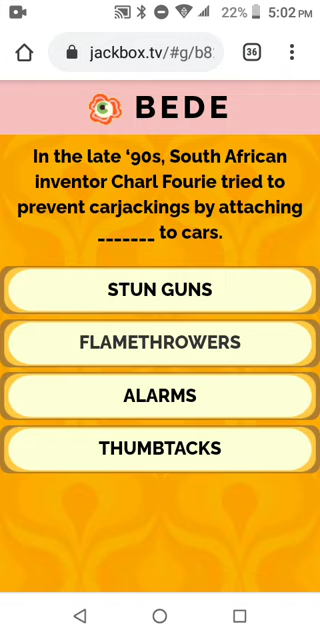 22% 5:02 PM
jackbox.tv/#g/b8
36
BEDE
In the late ‘90s, South African
inventor Charl Fourie tried to
prevent carjackings by attaching
_______ to cars.
STUN GUNS
FLAMETHROWERS
ALARMS
THUMBTACKS